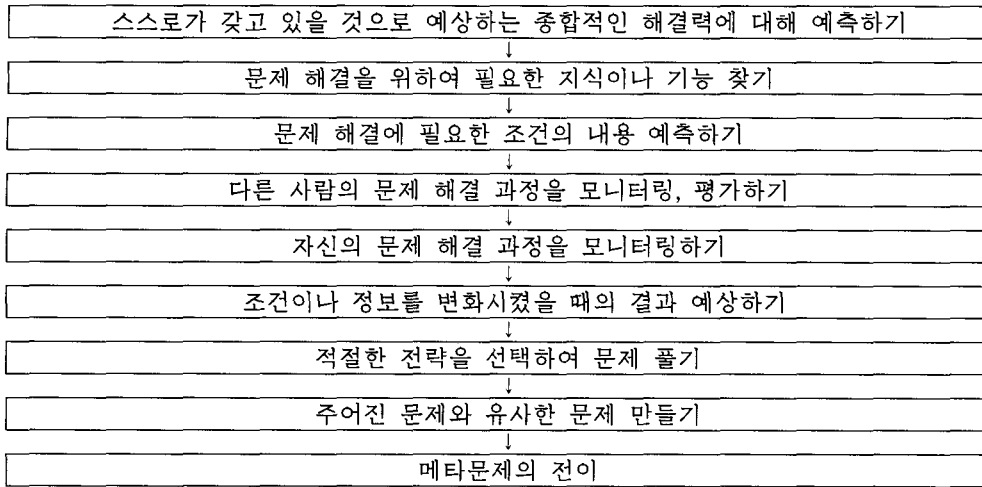 스스로가 갖고 있을 것으로 예상하는 종합적인 해결력에 대해 예측하기
↓
문제 해결을 위하여 필요한 지식이나 기능 찾기
↓
문제 해결에 필요한 조건의 내용 예측하기
↓
다른 사람의 문제 해결 과정을 모니터링, 평가하기
↓
자신의 문제 해결 과정을 모니터링하기
↓
조건이나 정보를 변화시켰을 때의 결과 예상하기
↓
적절한 전략을 선택하여 문제 풀기
↓
주어진 문제와 유사한 문제 만들기
↓
메타문제의 전이